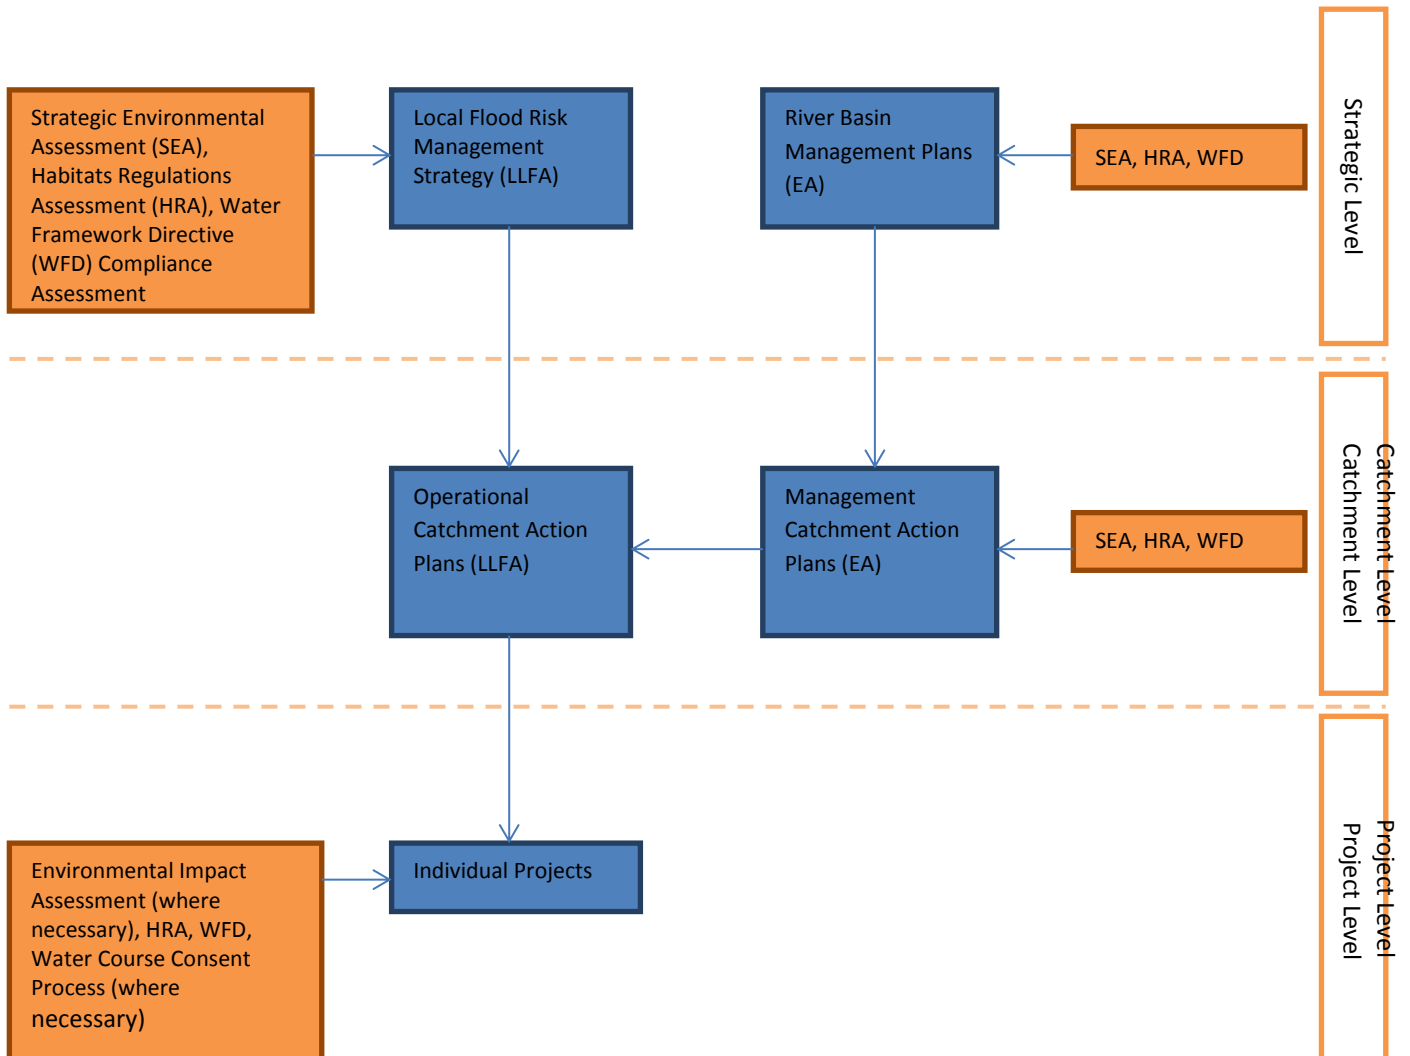 Strategic Environmental
Assessment (SEA),
Habitats Regulations
Assessment (HRA), Water
Framework Directive
(WFD) Compliance
Assessment
Local Flood Risk
Management
Strategy (LLFA)
River Basin
Management Plans
(EA)
SEA, HRA, WFD
Strategic Level
Operational
Catchment Action
Plans (LLFA)
Management
Catchment Action
Plans (EA)
SEA, HRA, WFD
Catchment Level
Catchment Level
Environmental Impact
Assessment (where
necessary), HRA, WFD,
Water Course Consent
Process (where
necessary)
Individual Projects
Project Level
Project Level